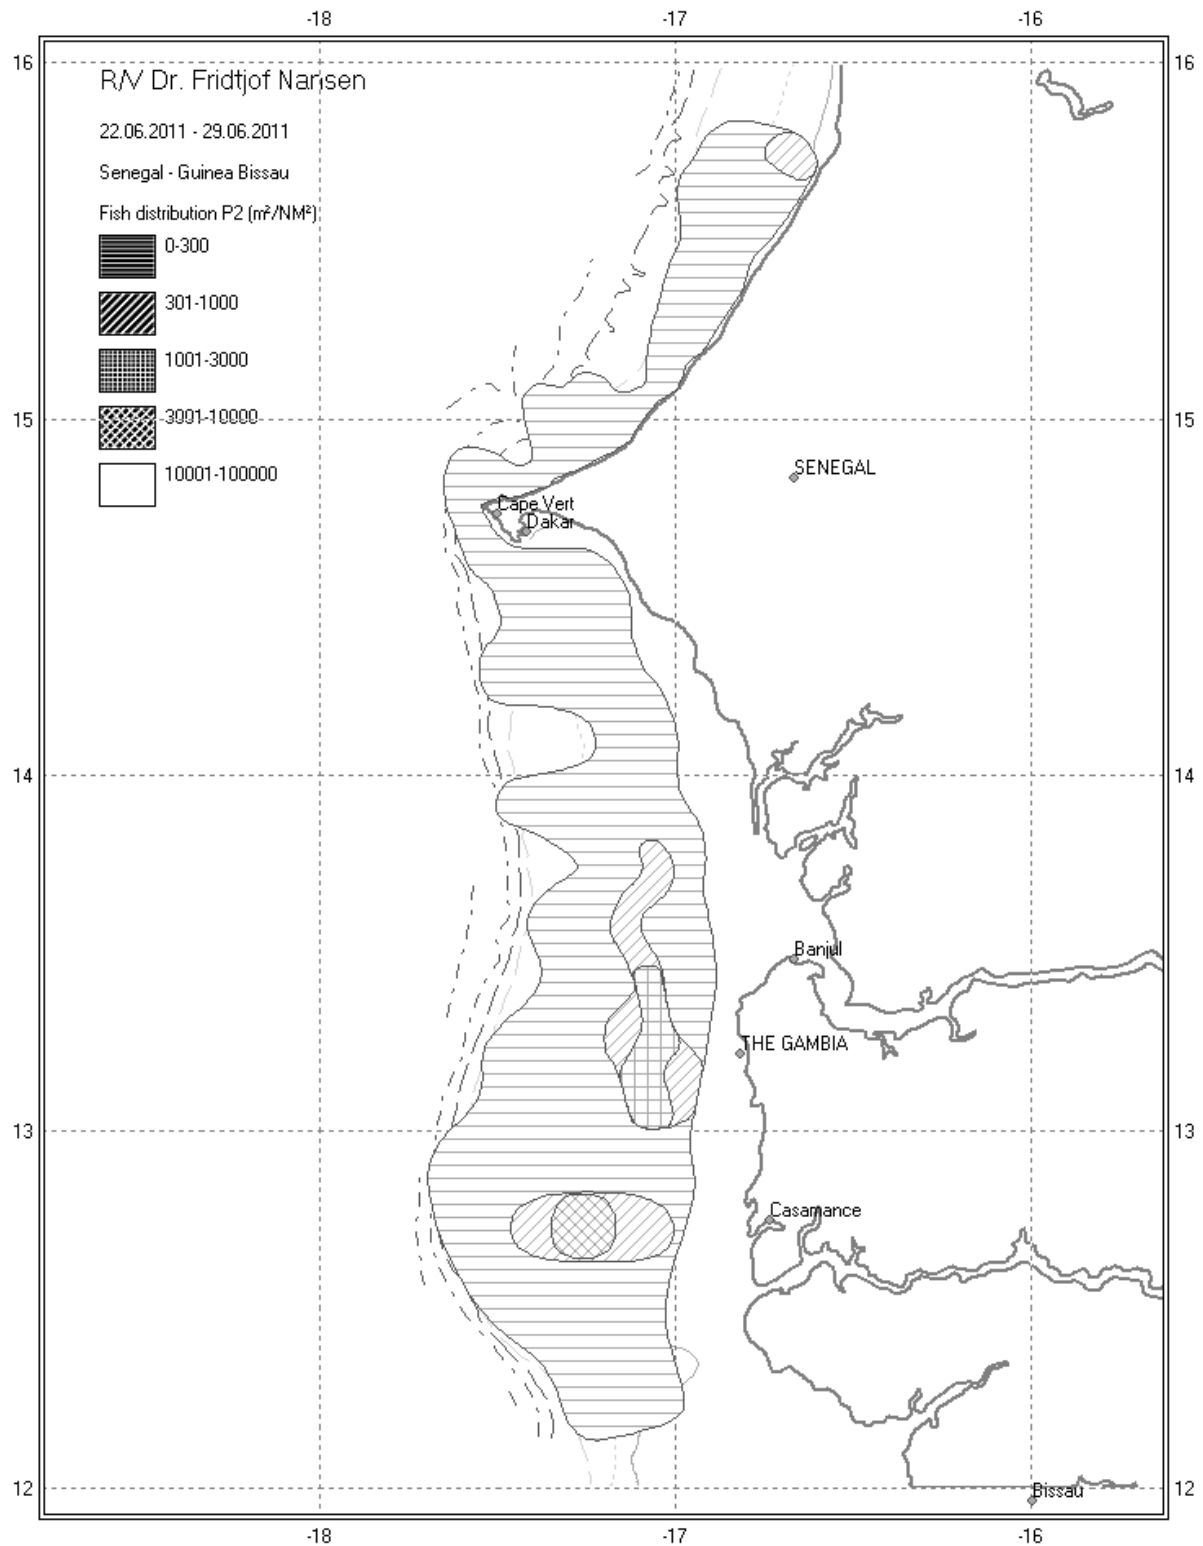 -18 -17 -16
16 16
R/V Dr. Fridtjof Nansen
22.06.2011 - 29.06.2011
Senegal - Guinea Bissau
Fish distribution P2 (m²/NM²)
0-300
301-1000
1001-3000
3001-10000
10001-100000
15 15
SENEGAL
Cape Vert
Dakar
14 14
Banjul
THE GAMBIA
13 13
Casamance
12 12
Bissau
-18 -17 -16